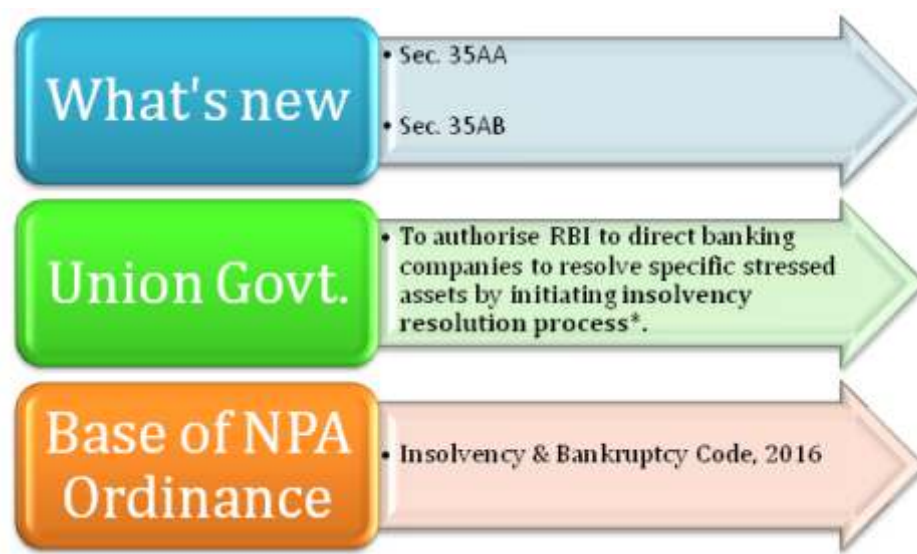 What's new
• Sec. 35AA
• Sec. 35AB
Union Govt.
• To authorise RBI to direct banking
companies to resolve specific stressed
assets by initiating insolvency
resolution process*.
Base of NPA
Ordinance
• Insolvency & Bankruptcy Code, 2016